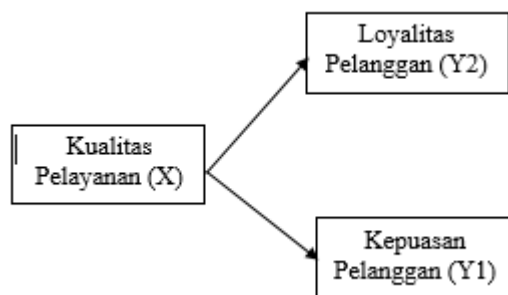 Loyalitas
Pelanggan (Y2)
Kualitas
Pelayanan (X)
Kepuasan
Pelanggan (Y1)